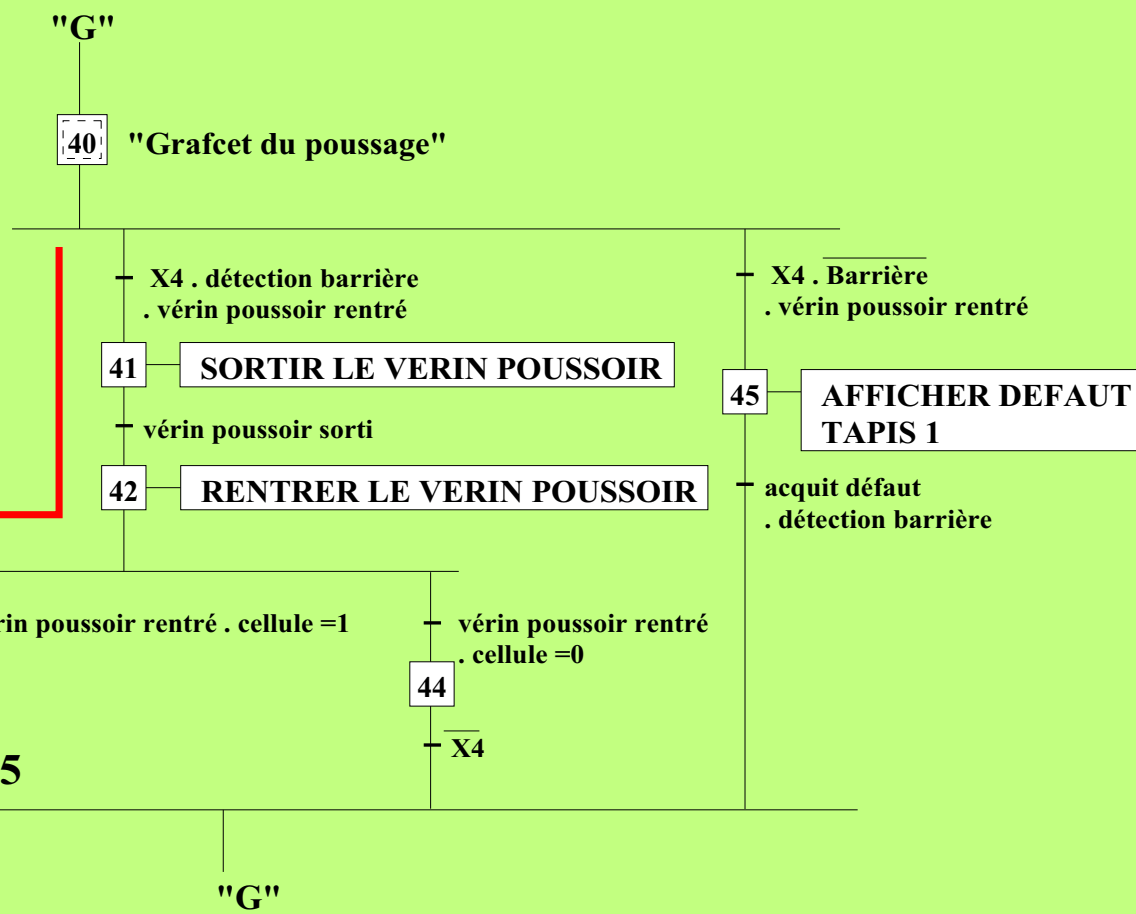 "G"
40 "Grafcet du poussage"
X4 . détection barrière
. vérin poussoir rentré
X4 . Barrière
. vérin poussoir rentré
41 SORTIR LE VERIN POUSSOIR
45 AFFICHER DEFAUT
TAPIS 1
vérin poussoir sorti
42 RENTRER LE VERIN POUSSOIR
acquit défaut
. détection barrière
rin poussoir rentré . cellule =1
vérin poussoir rentré
. cellule =0
44
X4
5
"G"